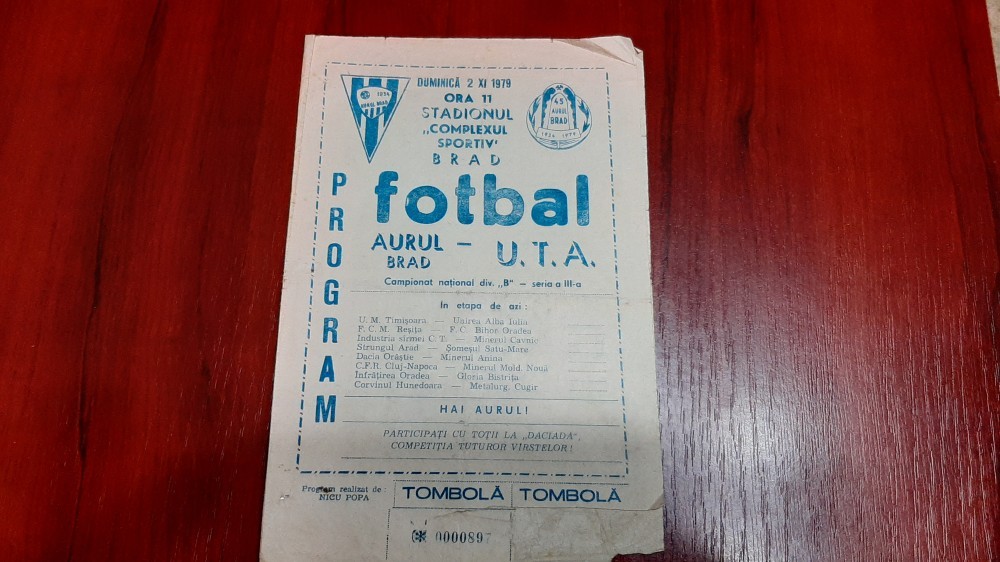 DUMINICĂ 2 XI 1979
ORA 11
STADIONUL
„COMPLEXUL
SPORTIV"
BRAD
1934
AURUL BRAD
45
AURUL
BRAD
1934 1979
PROGRAM
fotbal
AURUL — U.T.A.
BRAD
Campionat național div. „B" — seria a III-a
In etapa de azi :
U. M. Timișoara — Unirea Alba Iulia
F. C. M. Reșița — F. C. Bihor Oradea
Industria sîrmei C. T. — Minerul Cavnic
Strungul Arad — Someșul Satu-Mare
Dacia Orăștie — Minerul Anina
C.F.R. Cluj-Napoca — Minerul Mold. Nouă
Infrățirea Oradea — Gloria Bistrița
Corvinul Hunedoara — Metalurg. Cugir
HAI AURUL!
PARTICIPAȚI CU TOȚII LA „DACIADA",
COMPETIȚIA TUTUROR VIRSTELOR!
Program realizat de :
NICU POPA
TOMBOLĂ TOMBOLĂ
0000897